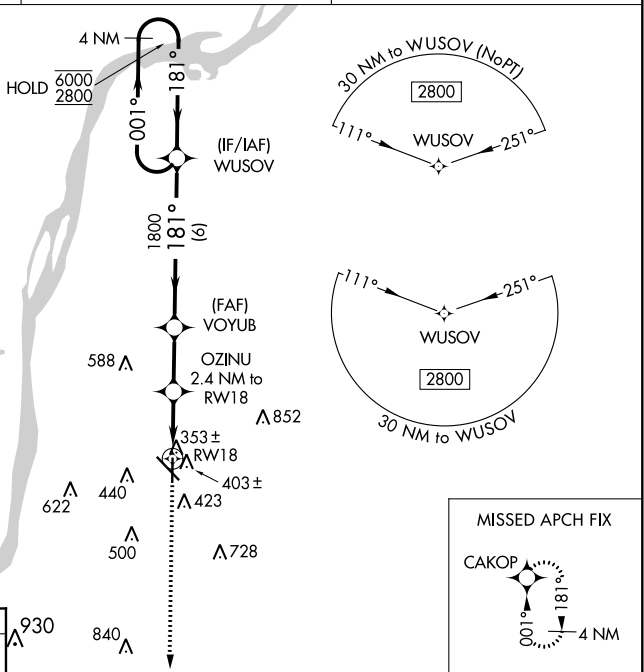 4 NM
HOLD 6000
2800
181°
001°
(IF/IAF)
WUSOV
1800
181°
(6)
(FAF)
VOYUB
588
OZINU
2.4 NM to
RW18
852
353±
RW18
403±
440
622
423
500
728
930
840
30 NM to WUSOV (NoPT)
2800
111°
WUSOV
251°
111°
251°
WUSOV
2800
30 NM to WUSOV
MISSED APCH FIX
CAKOP
001°
181°
4 NM